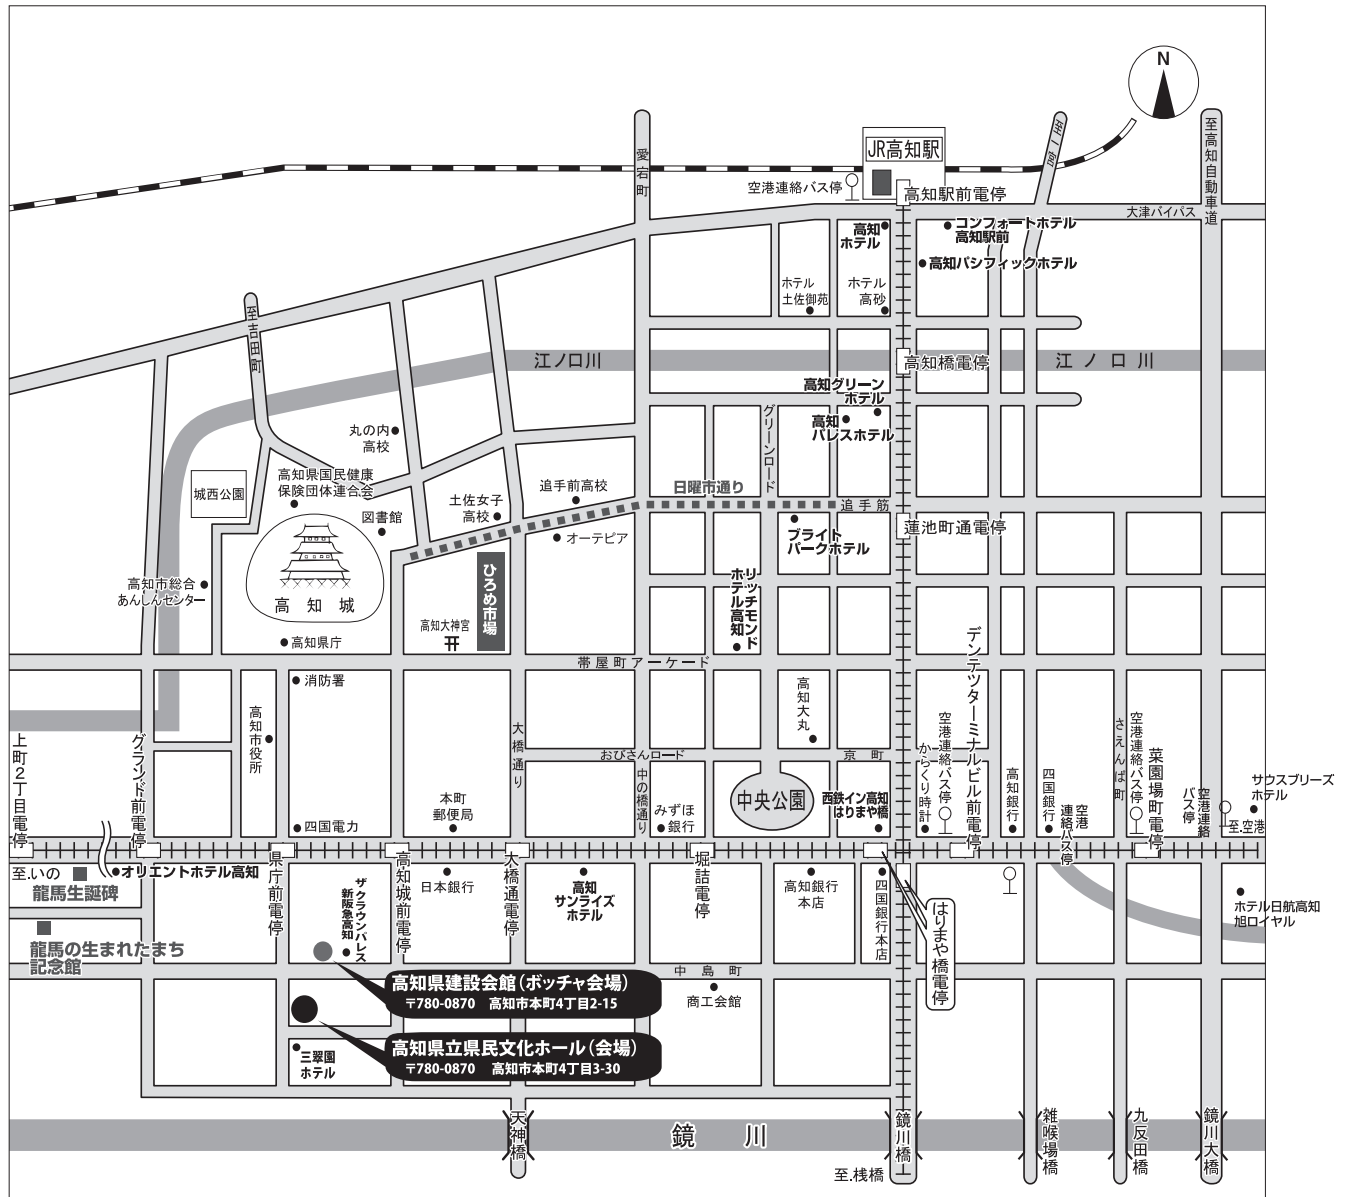 N
JR高知駅
愛宕町
至一宮
至高知自動車道
空港連絡バス停
高知駅前電停
大津バイパス
高知
ホテル
コンフォートホテル
高知駅前
高知パシフィックホテル
ホテル
土佐御苑
ホテル
高砂
至吉田町
江ノ口川
高知橋電停
江ノ口川
高知グリーン
ホテル
高知
パレスホテル
グリーンロード
丸の内
高校
城西公園
高知県国民健康
保険団体連合会
図書館
土佐女子
高校
追手前高校
日曜市通り
追手筋
オーテピア
蓮池町通電停
ブライト
パークホテル
高知市総合
あんしんセンター
高知城
ひろめ市場
リッチモンド
ホテル高知
高知大神宮
高知県庁
帯屋町アーケード
消防署
高知市役所
大橋通り
高知大丸
デンテツターミナルビル前電停
おびさんロード
京町
からくり時計
空港連絡バス停
高知銀行
四国銀行
空港
連絡バス停
さえんば町
空港連絡バス停
菜園場町電停
空港連絡
バス停
サウスブリーズ
ホテル
至.空港
上町2丁目電停
グランド前電停
四国電力
本町
郵便局
中の橋通り
みずほ
銀行
中央公園
西鉄イン高知
はりまや橋
至.いの
龍馬生誕碑
オリエントホテル高知
県庁前電停
ザクラウンパレス
新阪急高知
高知城前電停
日本銀行
大橋通電停
高知
サンライズ
ホテル
堀詰電停
高知銀行
本店
四国銀行本店
はりまや橋電停
ホテル日航高知
旭ロイヤル
龍馬の生まれたまち
記念館
高知県建設会館(ボッチャ会場)
〒780-0870 高知市本町4丁目2-15
中島町
商工会館
高知県立県民文化ホール(会場)
〒780-0870 高知市本町4丁目3-30
三翠園
ホテル
天神橋
鏡川
鏡川橋
雑喉場橋
九反田橋
鏡川大橋
至.桟橋